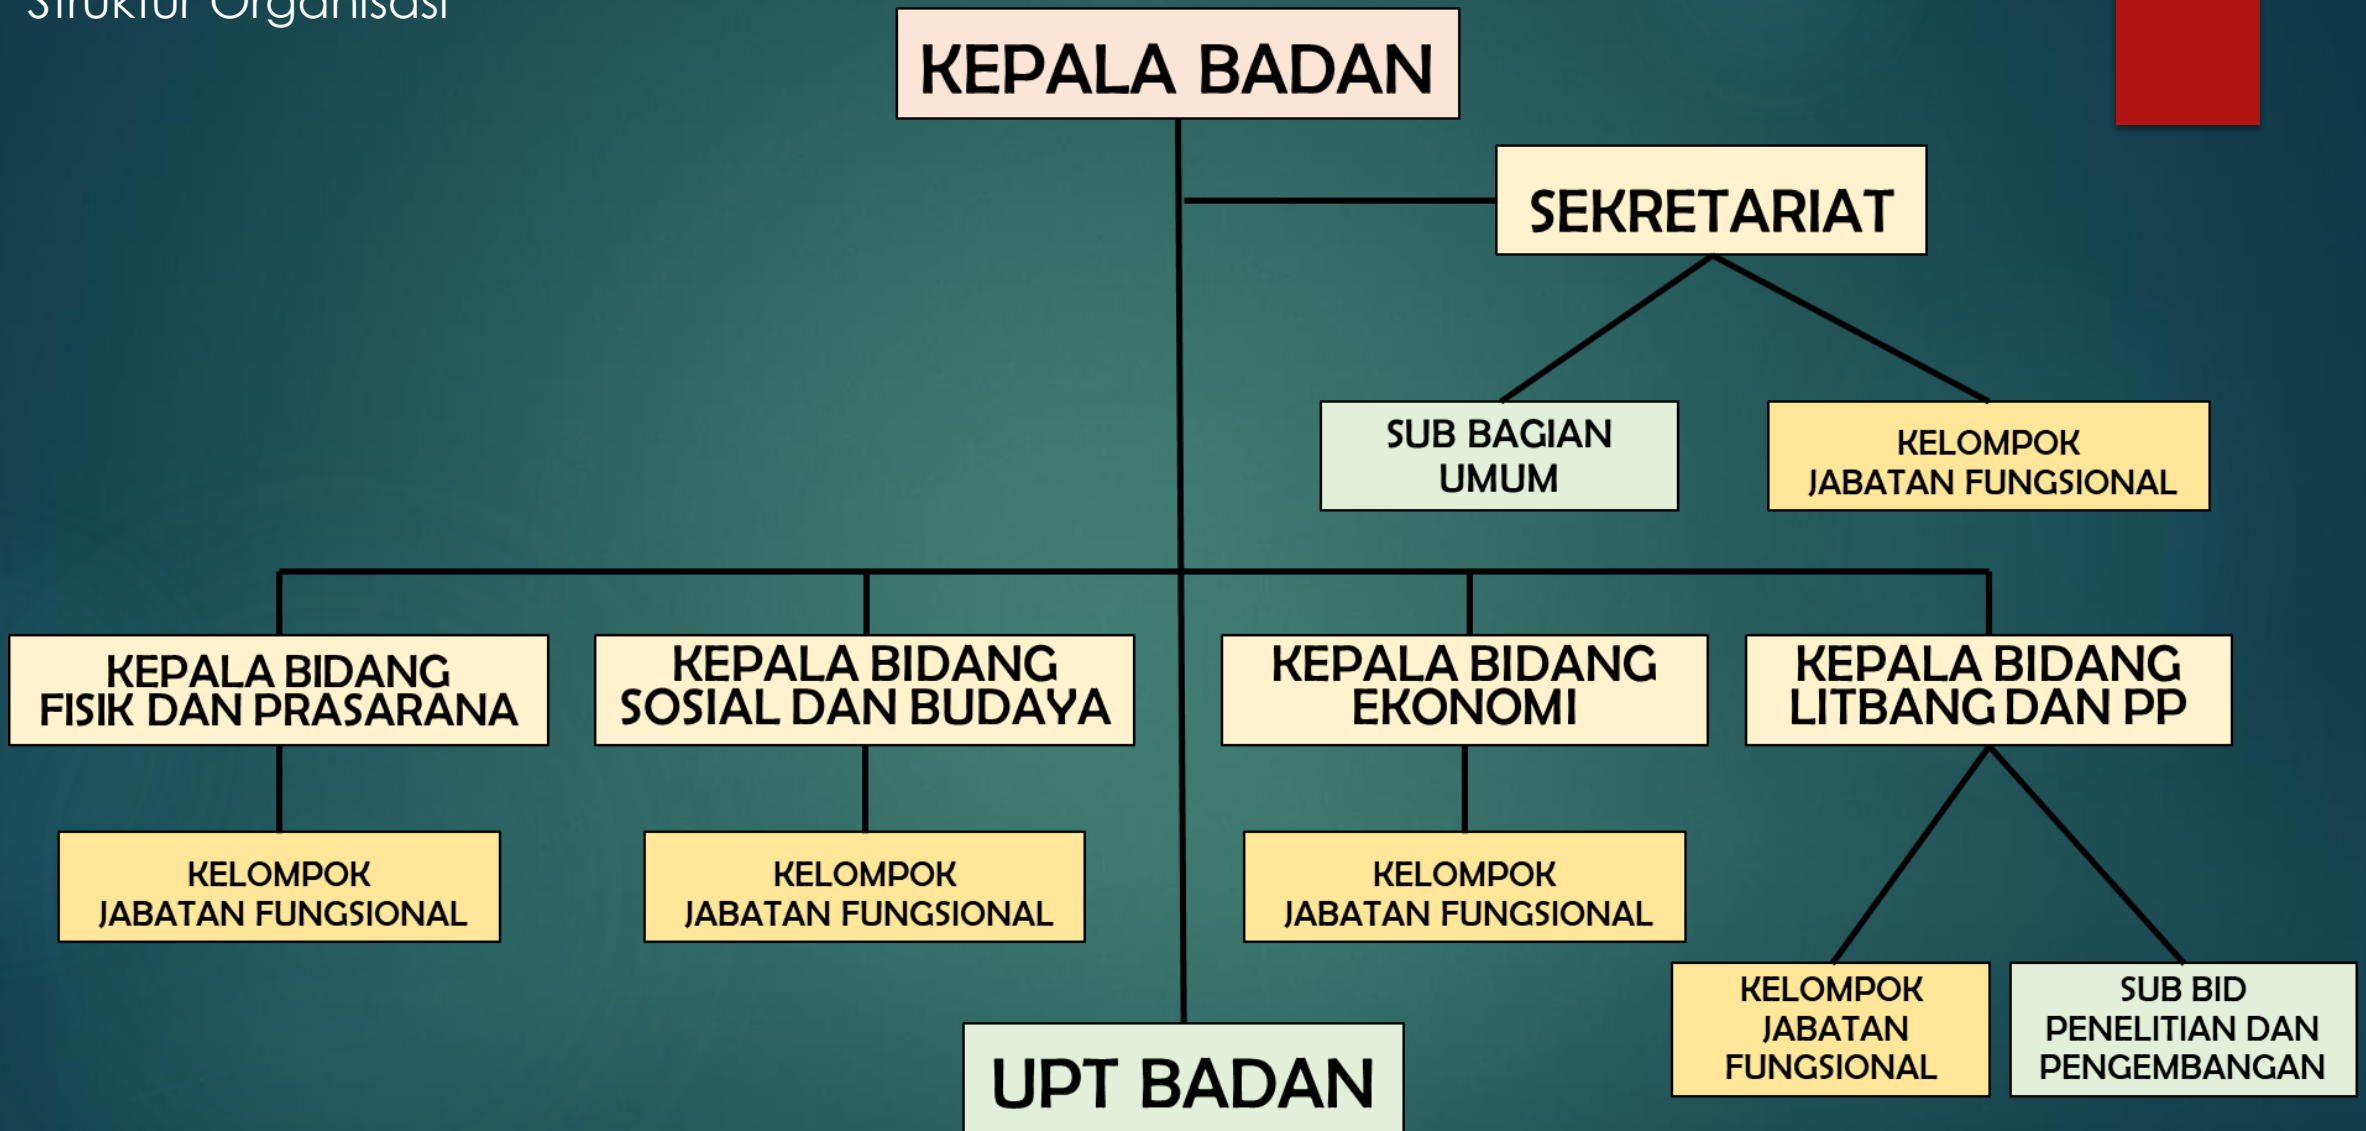 Struktur Organisasi
KEPALA BADAN
SEKRETARIAT
SUB BAGIAN
UMUM
KELOMPOK
JABATAN FUNGSIONAL
KEPALA BIDANG
FISIK DAN PRASARANA
KEPALA BIDANG
SOSIAL DAN BUDAYA
KEPALA BIDANG
EKONOMI
KEPALA BIDANG
LITBANG DAN PP
KELOMPOK
JABATAN FUNGSIONAL
KELOMPOK
JABATAN FUNGSIONAL
KELOMPOK
JABATAN FUNGSIONAL
KELOMPOK
JABATAN
FUNGSIONAL
SUB BID
PENELITIAN DAN
PENGEMBANGAN
UPT BADAN